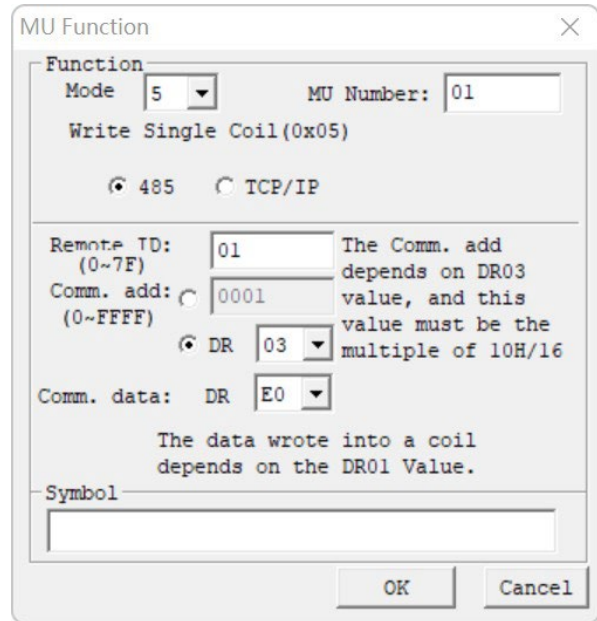 MU Function
Function
Mode 5 MU Number: 01
Write Single Coil(0x05)
485 TCP/IP
Remote ID: 01 The Comm. add
(0~7F) depends on DR03
Comm. add: 0001 value, and this
(0~FFFF) value must be the
DR 03 multiple of 10H/16
Comm. data: DR E0
The data wrote into a coil
depends on the DR01 Value.
Symbol
OK Cancel